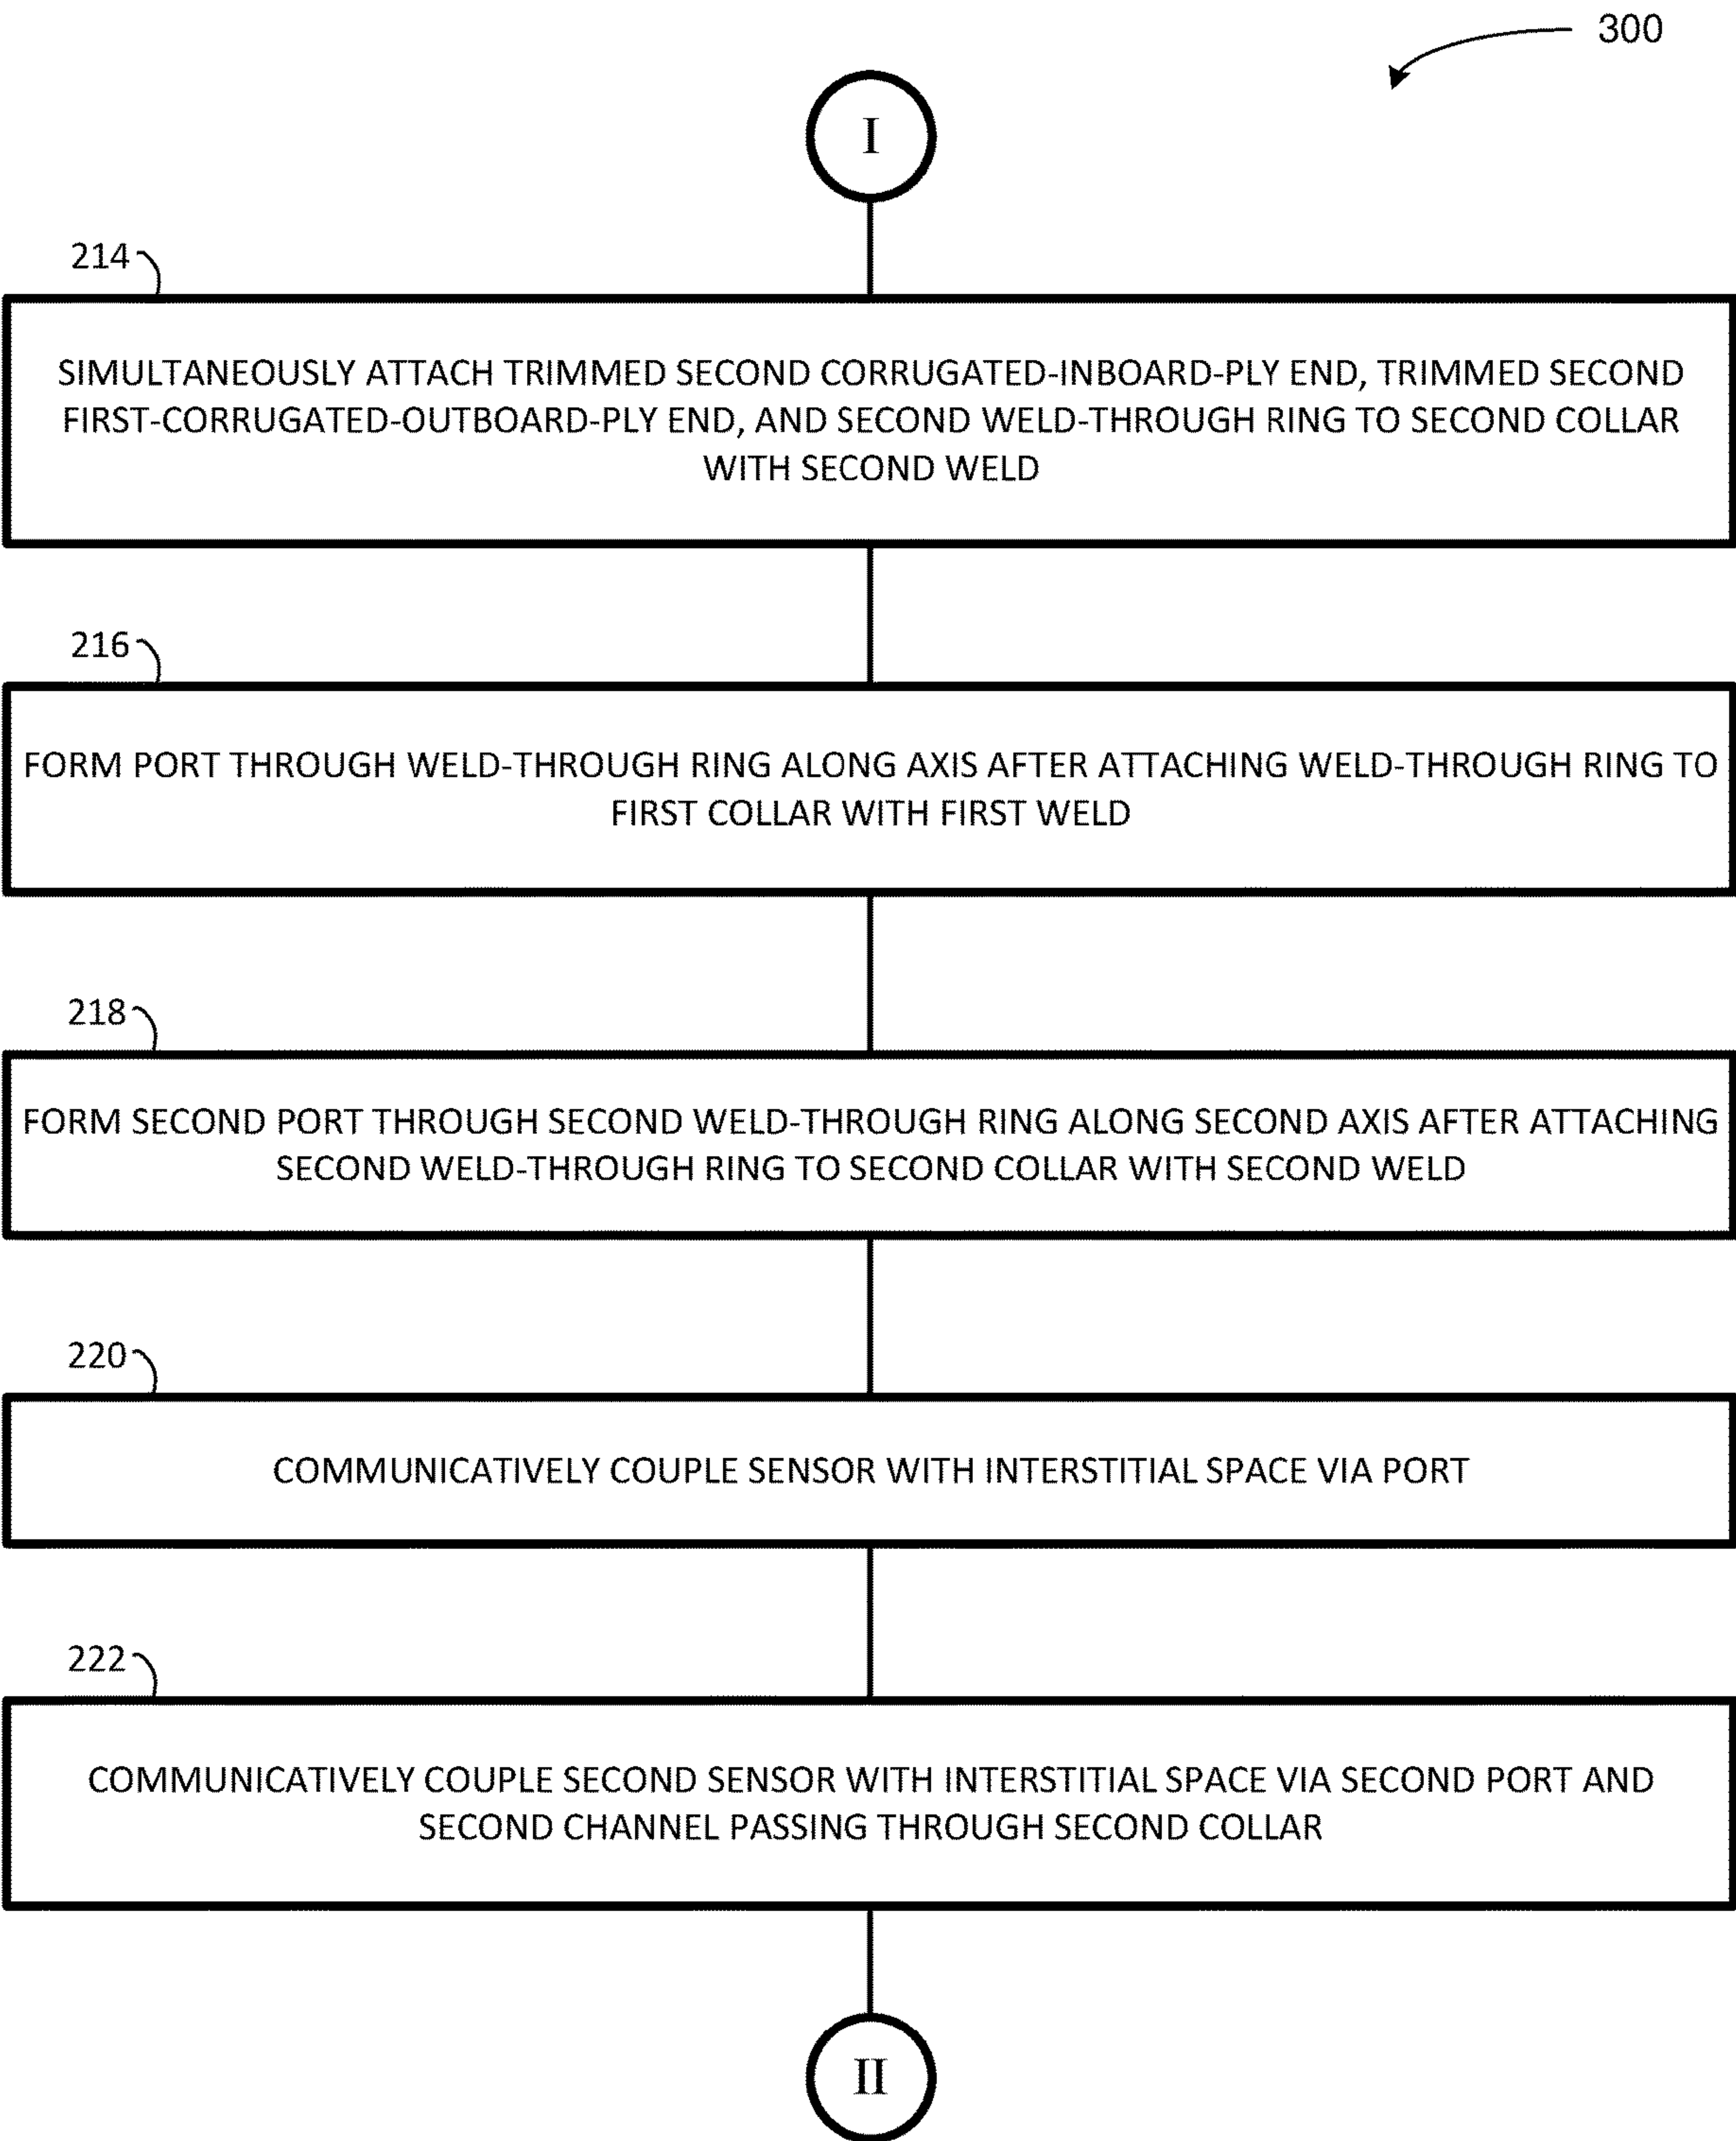 300
I
214
SIMULTANEOUSLY ATTACH TRIMMED SECOND CORRUGATED-INBOARD-PLY END, TRIMMED SECOND
FIRST-CORRUGATED-OUTBOARD-PLY END, AND SECOND WELD-THROUGH RING TO SECOND COLLAR
WITH SECOND WELD
216
FORM PORT THROUGH WELD-THROUGH RING ALONG AXIS AFTER ATTACHING WELD-THROUGH RING TO
FIRST COLLAR WITH FIRST WELD
218
FORM SECOND PORT THROUGH SECOND WELD-THROUGH RING ALONG SECOND AXIS AFTER ATTACHING
SECOND WELD-THROUGH RING TO SECOND COLLAR WITH SECOND WELD
220
COMMUNICATIVELY COUPLE SENSOR WITH INTERSTITIAL SPACE VIA PORT
222
COMMUNICATIVELY COUPLE SECOND SENSOR WITH INTERSTITIAL SPACE VIA SECOND PORT AND
SECOND CHANNEL PASSING THROUGH SECOND COLLAR
II